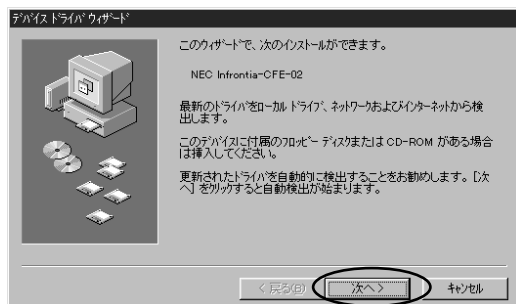 デバイス ドライバ ウィザード
このウィザードで、次のインストールができます。
NEC Infrontia-CFE-02
最新のドライバをローカル ドライブ、ネットワークおよびインターネットから検
出します。
このデバイスに付属のフロッピー ディスクまたは CD-ROM がある場合
は挿入してください。
更新されたドライバを自動的に検出することをお勧めします。[次
へ] をクリックすると自動検出が始まります。
< 戻る(B)
次へ >
キャンセル